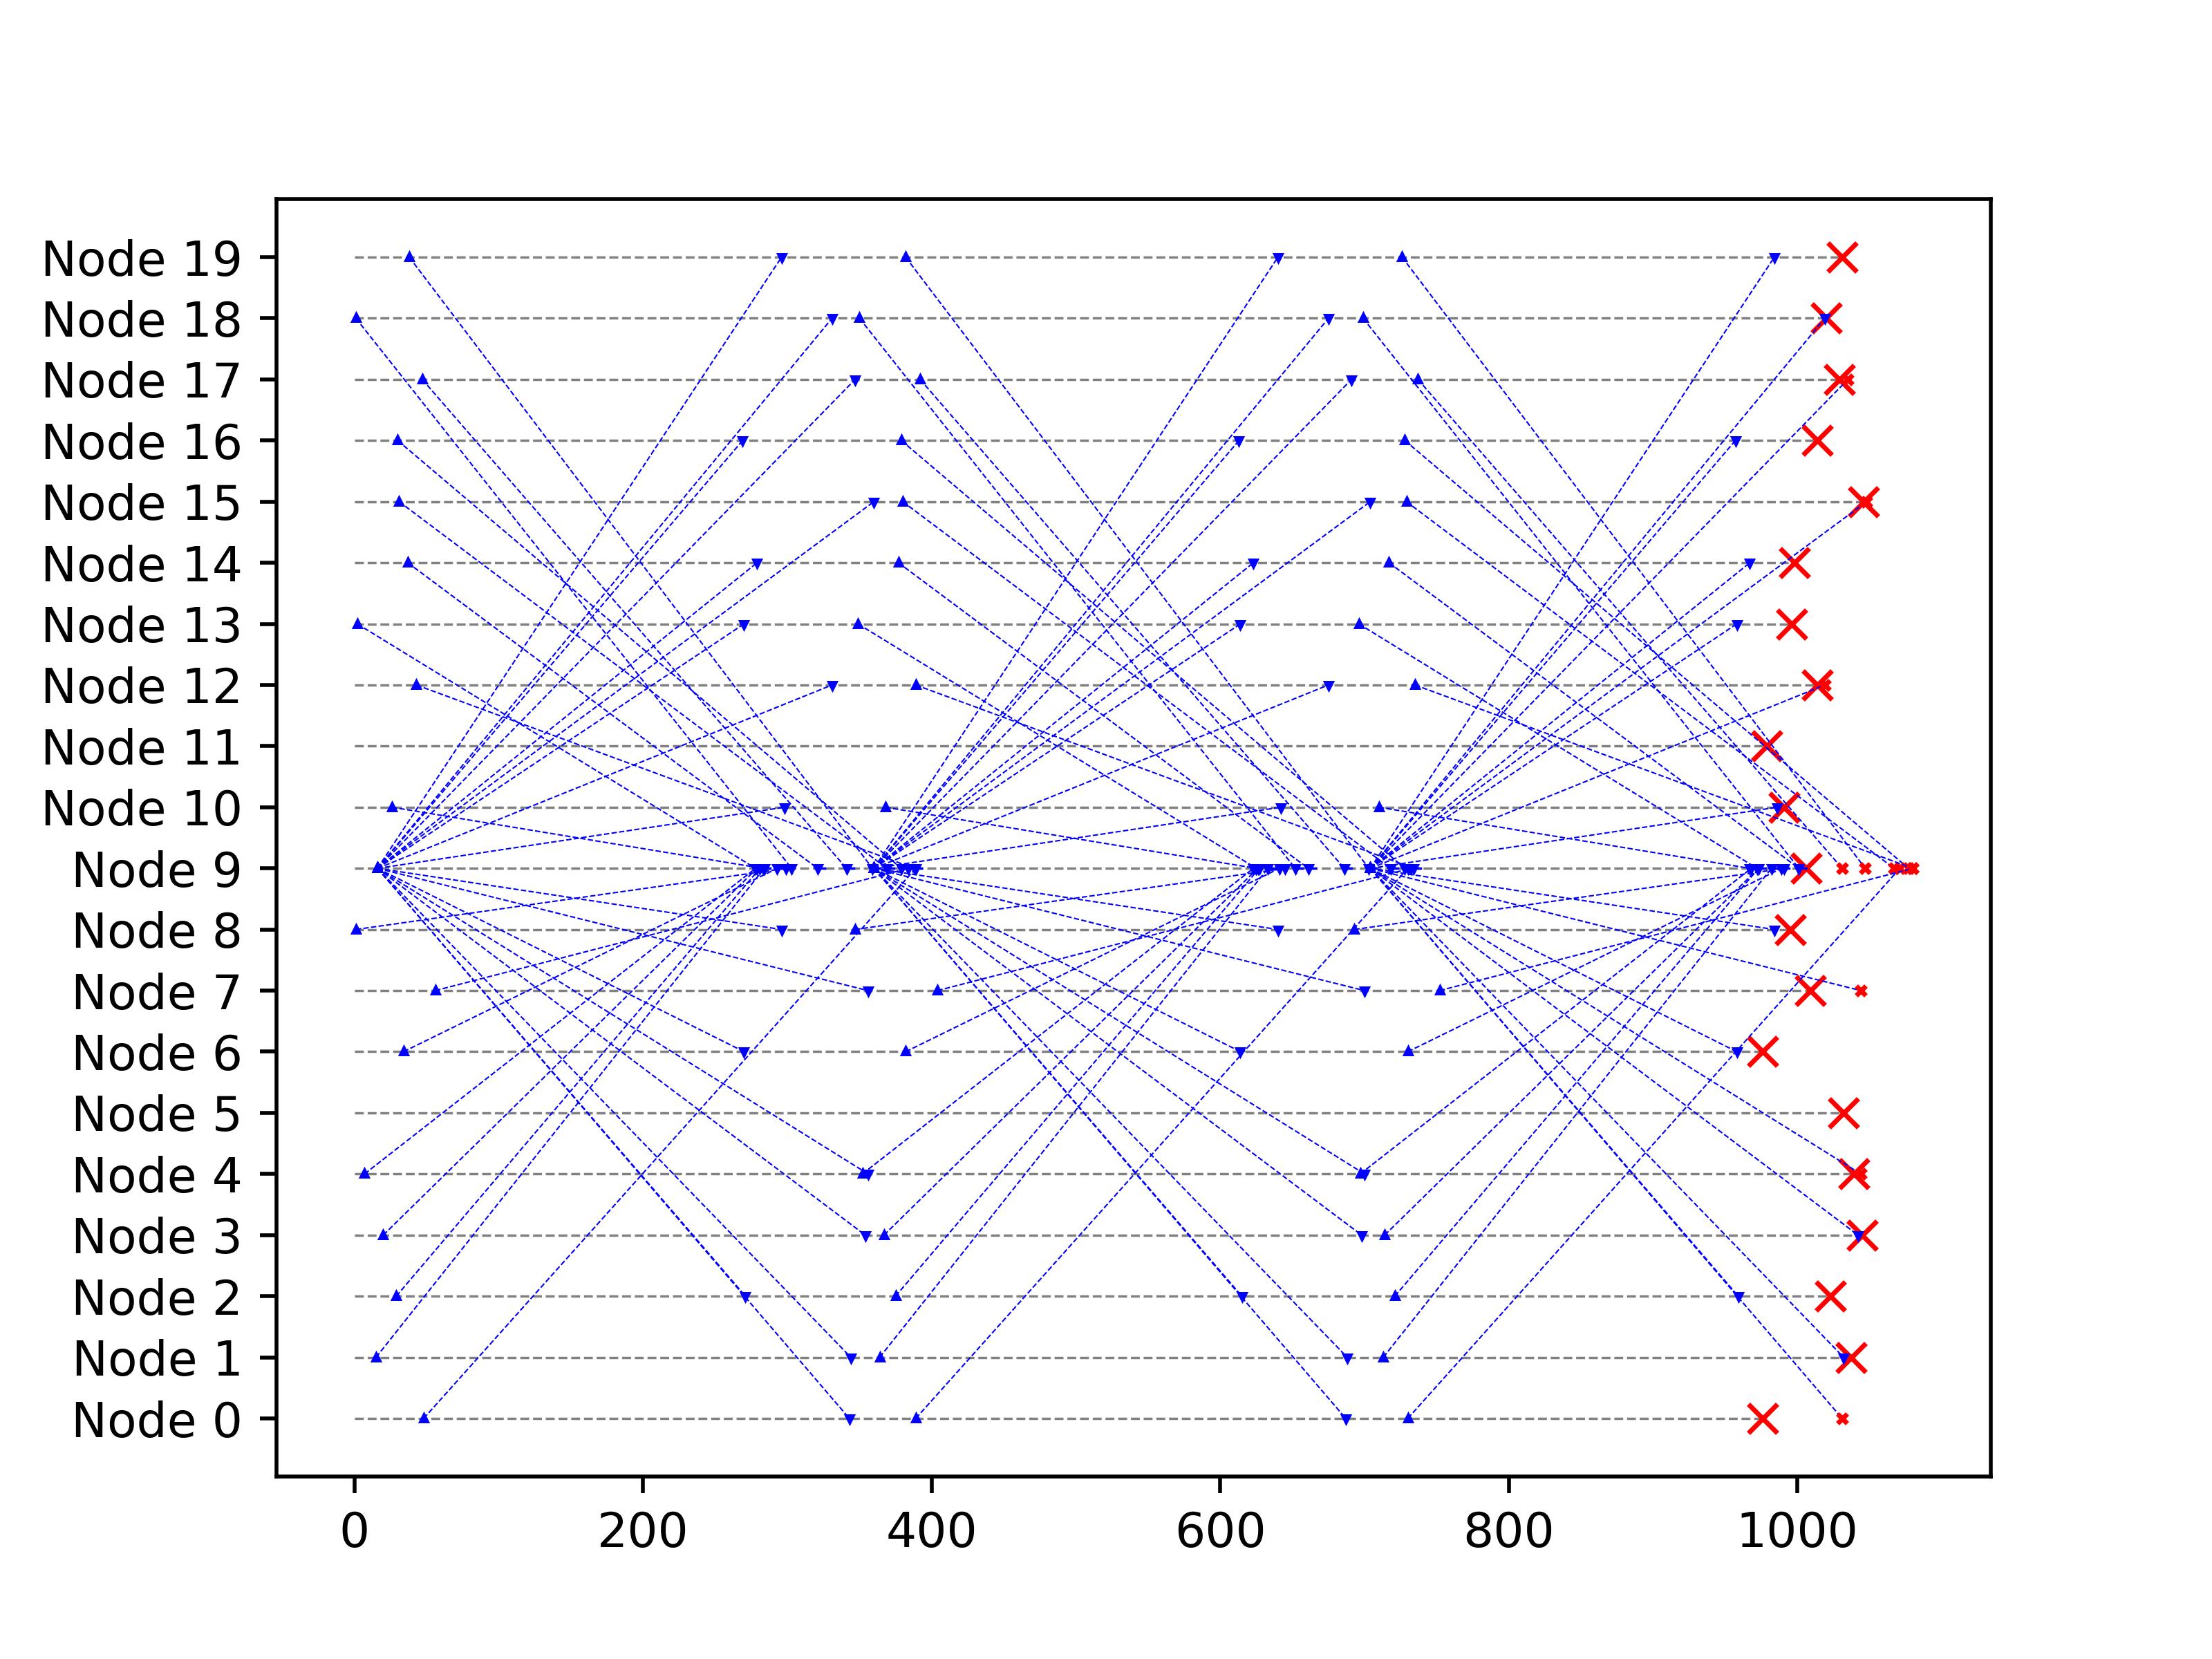 Node 19
Node 18
Node 17
Node 16
Node 15
Node 14
Node 13
Node 12
Node 11
Node 10
Node 9
Node 8
Node 7
Node 6
Node 5
Node 4
Node 3
Node 2
Node 1
Node 0
0 200 400 600 800 1000